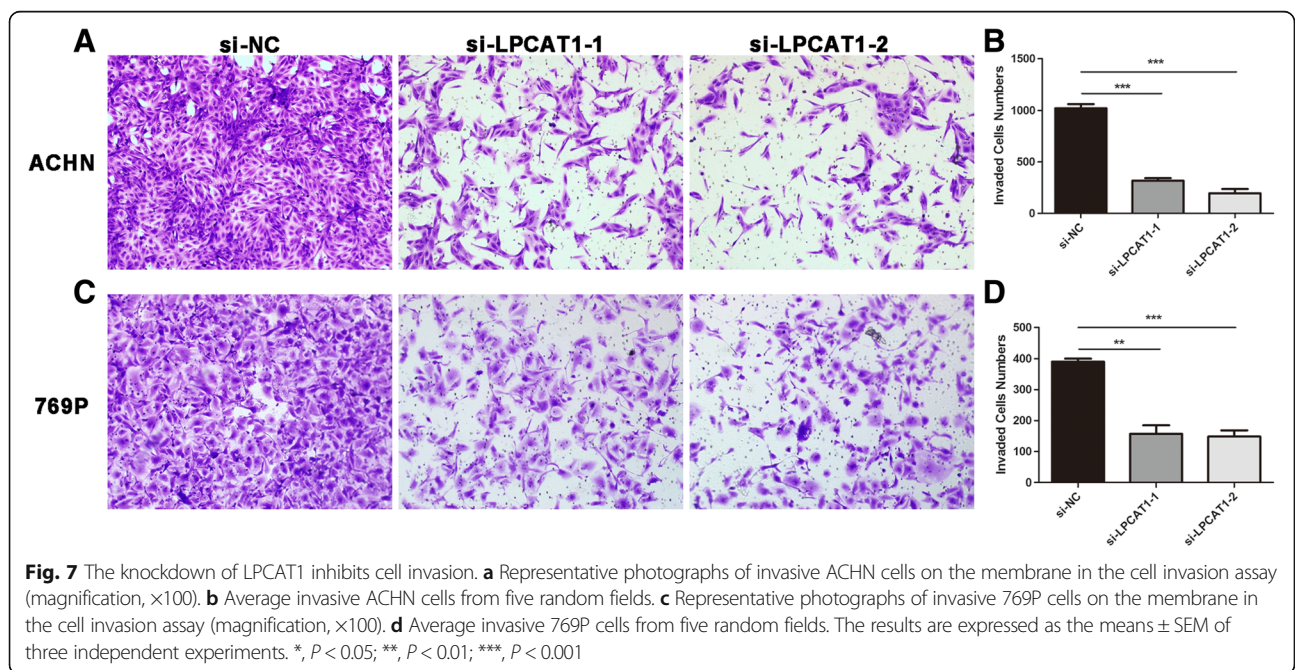 A
si-NC
si-LPCAT1-1
si-LPCAT1-2
ACHN
B
Invaded Cells Numbers
1500
1000
500
0
***
***
si-NC
si-LPCAT1-1
si-LPCAT1-2
C
769P
D
Invaded Cells Numbers
500
400
300
200
100
0
***
**
si-NC
si-LPCAT1-1
si-LPCAT1-2
Fig. 7 The knockdown of LPCAT1 inhibits cell invasion. a Representative photographs of invasive ACHN cells on the membrane in the cell invasion assay
(magnification, ×100). b Average invasive ACHN cells from five random fields. c Representative photographs of invasive 769P cells on the membrane in
the cell invasion assay (magnification, ×100). d Average invasive 769P cells from five random fields. The results are expressed as the means ± SEM of
three independent experiments. *, P < 0.05; **, P < 0.01; ***, P < 0.001